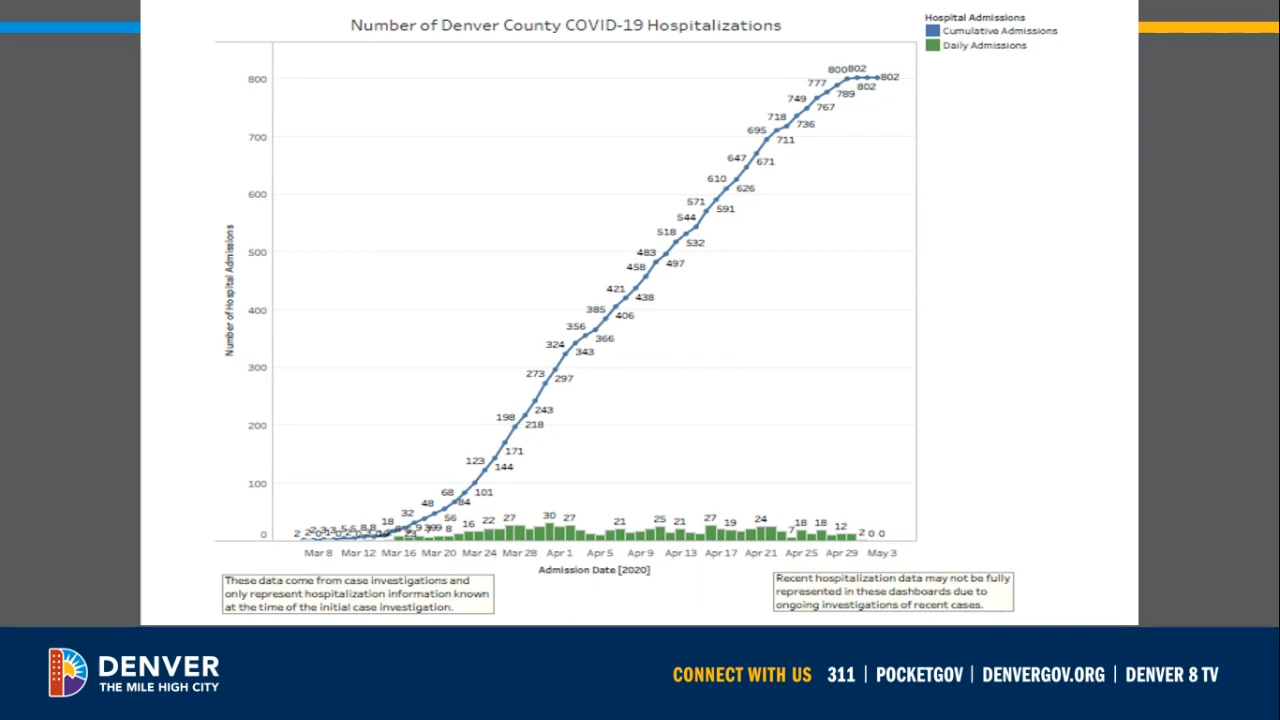 Number of Denver County COVID-19 Hospitalizations
Hospital Admissions
Cumulative Admissions
Daily Admissions
Number of Hospital Admissions
800
700
600
500
400
300
200
100
0
18 32 48 56 68 84 101 123 144 171 198 218 243 273 297 324 343 356 366 385 406 421 438 458 483 497 518 532 544 571 591 610 626 647 671 695 711 718 736 749 767 777 789 800 802 802 802
8 16 22 27 30 27 21 25 21 27 19 24 7 18 18 12 2 0 0
Mar 8 Mar 12 Mar 16 Mar 20 Mar 24 Mar 28 Apr 1 Apr 5 Apr 9 Apr 13 Apr 17 Apr 21 Apr 25 Apr 29 May 3
Admission Date [2020]
These data come from case investigations and
only represent hospitalization information known
at the time of the initial case investigation.
Recent hospitalization data may not be fully
represented in these dashboards due to
ongoing investigations of recent cases.
DENVER
THE MILE HIGH CITY
CONNECT WITH US 311 | POCKETGOV | DENVERGOV.ORG | DENVER 8 TV